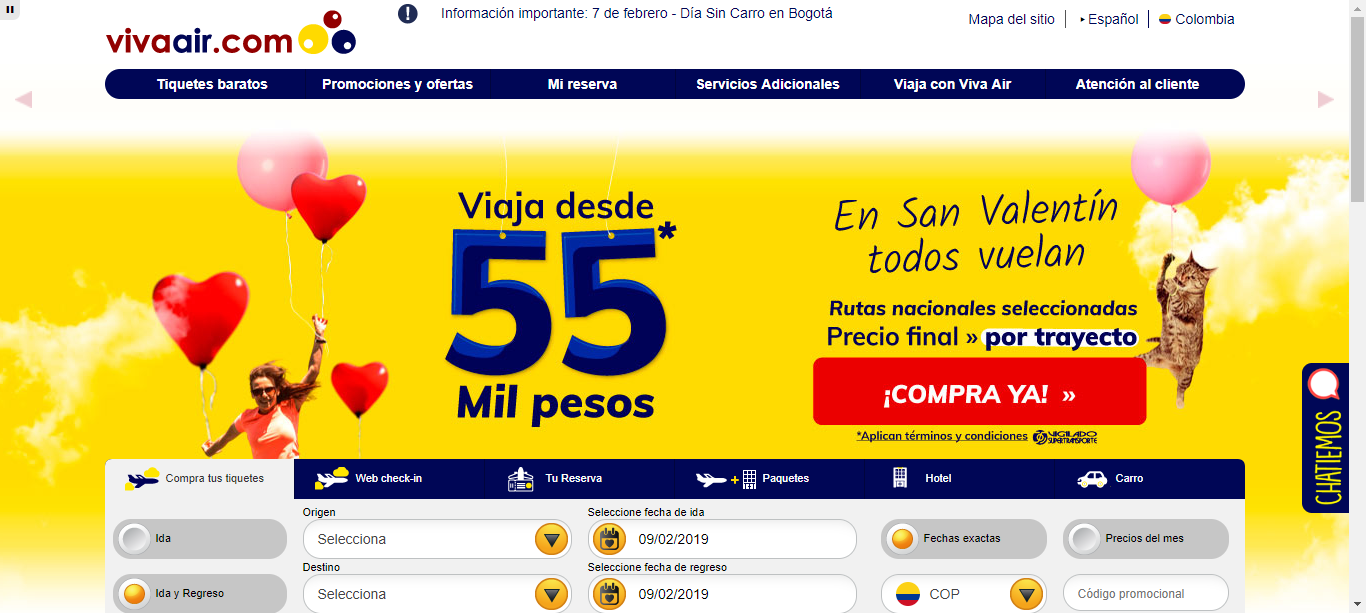 Información importante: 7 de febrero - Día Sin Carro en Bogotá
Mapa del sitio
Español
Colombia
vivaair.com
Tiquetes baratos
Promociones y ofertas
Mi reserva
Servicios Adicionales
Viaja con Viva Air
Atención al cliente
Viaja desde
55*
Mil pesos
En San Valentín
todos vuelan
Rutas nacionales seleccionadas
Precio final » por trayecto
¡COMPRA YA! »
*Aplican términos y condiciones
VIGILADO
SUPERTRANSPORTE
CHATIEMOS
Compra tus tiquetes
Web check-in
Tu Reserva
Paquetes
Hotel
Carro
Ida
Ida y Regreso
Origen
Selecciona
Destino
Selecciona
Seleccione fecha de ida
09/02/2019
Seleccione fecha de regreso
09/02/2019
Fechas exactas
Precios del mes
COP
Código promocional